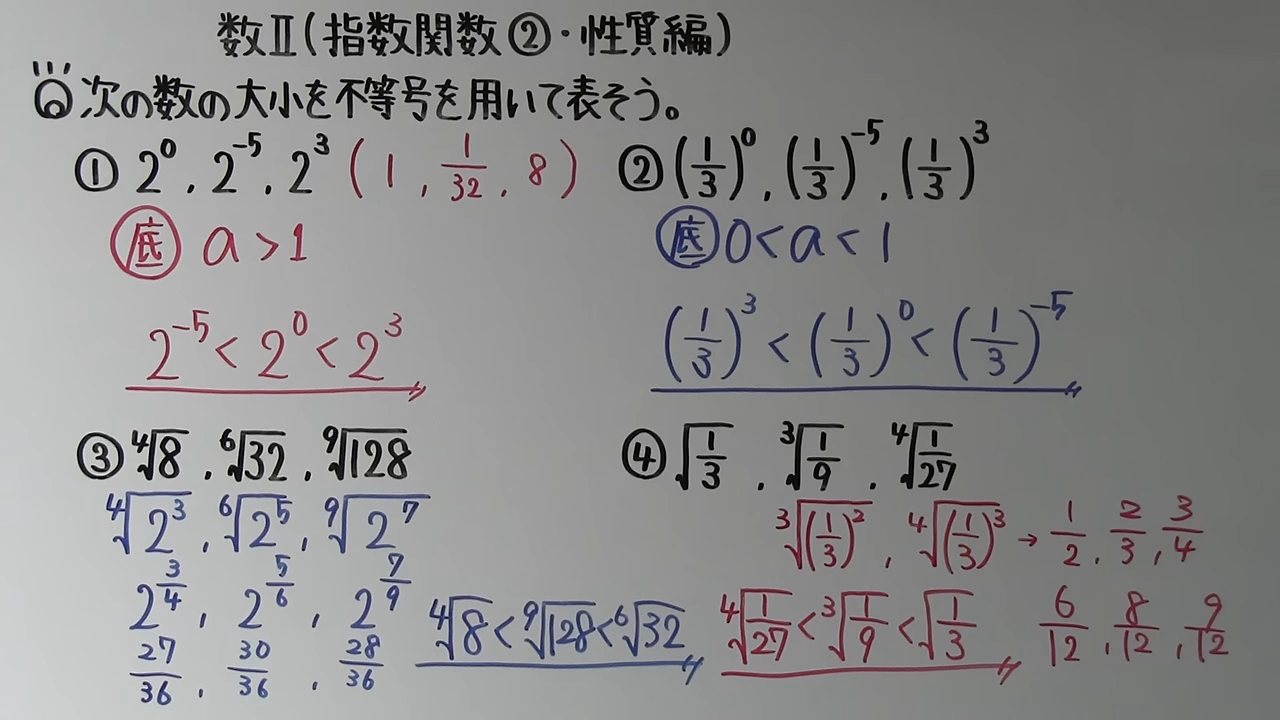 数Ⅱ(指数関数②・性質編)
Q次の数の大小を不等号を用いて表そう。
① 2⁰, 2⁻⁵, 2³ (1, 1/32, 8)
底 a > 1
2⁻⁵ < 2⁰ < 2³
② (1/3)⁰, (1/3)⁻⁵, (1/3)³
底 0 < a < 1
(1/3)³ < (1/3)⁰ < (1/3)⁻⁵
③ ⁴√8, ⁶√32, ⁹√128
⁴√2³, ⁶√2⁵, ⁹√2⁷
2^(3/4), 2^(5/6), 2^(7/9)
27/36, 30/36, 28/36
⁴√8 < ⁹√128 < ⁶√32
④ √(1/3), ³√(1/9), ⁴√(1/27)
³√((1/3)²), ⁴√((1/3)³) → 1/2, 2/3, 3/4
6/12, 8/12, 9/12
⁴√(1/27) < ³√(1/9) < √(1/3)